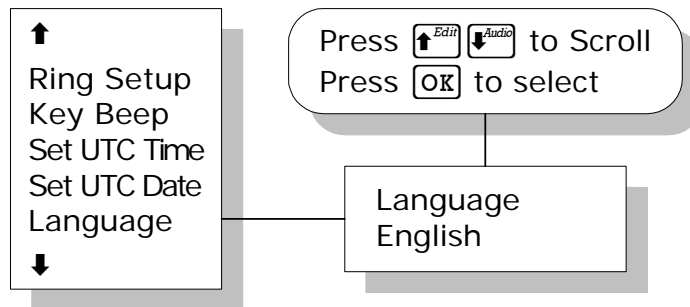 ⬆
Ring Setup
Key Beep
Set UTC Time
Set UTC Date
Language
⬇
Press ⬆ Edit ⬇ Audio to Scroll
Press OK to select
Language
English